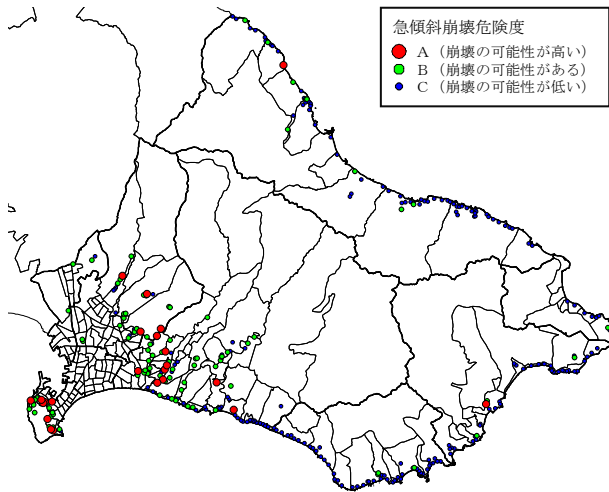 急傾斜崩壊危険度
A（崩壊の可能性が高い）
B（崩壊の可能性がある）
C（崩壊の可能性が低い）